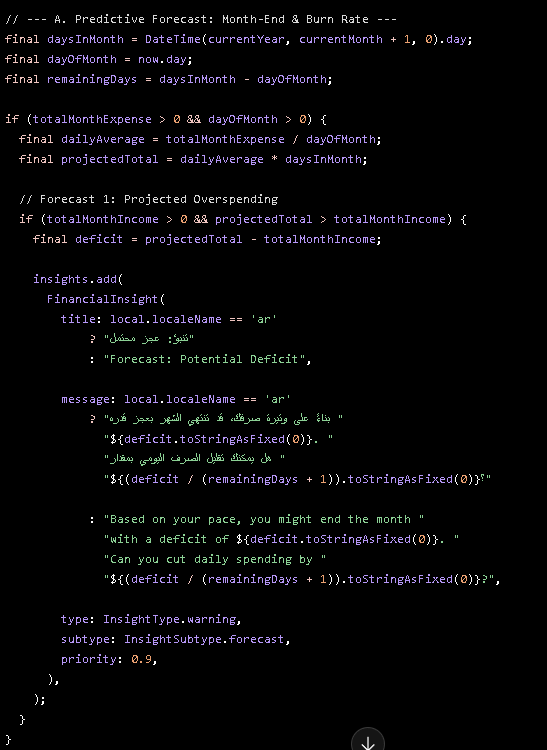 // --- A. Predictive Forecast: Month-End & Burn Rate ---
final daysInMonth = DateTime(currentYear, currentMonth + 1, 0).day;
final dayOfMonth = now.day;
final remainingDays = daysInMonth - dayOfMonth;
if (totalMonthExpense > 0 && dayOfMonth > 0) {
final dailyAverage = totalMonthExpense / dayOfMonth;
final projectedTotal = dailyAverage * daysInMonth;
// Forecast 1: Projected Overspending
if (totalMonthIncome > 0 && projectedTotal > totalMonthIncome) {
final deficit = projectedTotal - totalMonthIncome;
insights.add(
FinancialInsight(
title: local.localeName == 'ar'
? "تنبؤ: عجز محتمل"
: "Forecast: Potential Deficit",
message: local.localeName == 'ar'
? "بناءً على وتيرة صرفك، قد تنتهي الشهر بعجز قدره "
"${deficit.toStringAsFixed(0)}. "
"هل يمكنك تقليل الصرف اليومي بمقدار "
"${(deficit / (remainingDays + 1)).toStringAsFixed(0)}؟"
: "Based on your pace, you might end the month "
"with a deficit of ${deficit.toStringAsFixed(0)}. "
"Can you cut daily spending by "
"${(deficit / (remainingDays + 1)).toStringAsFixed(0)}?",
type: InsightType.warning,
subtype: InsightSubtype.forecast,
priority: 0.9,
),
);
}
}